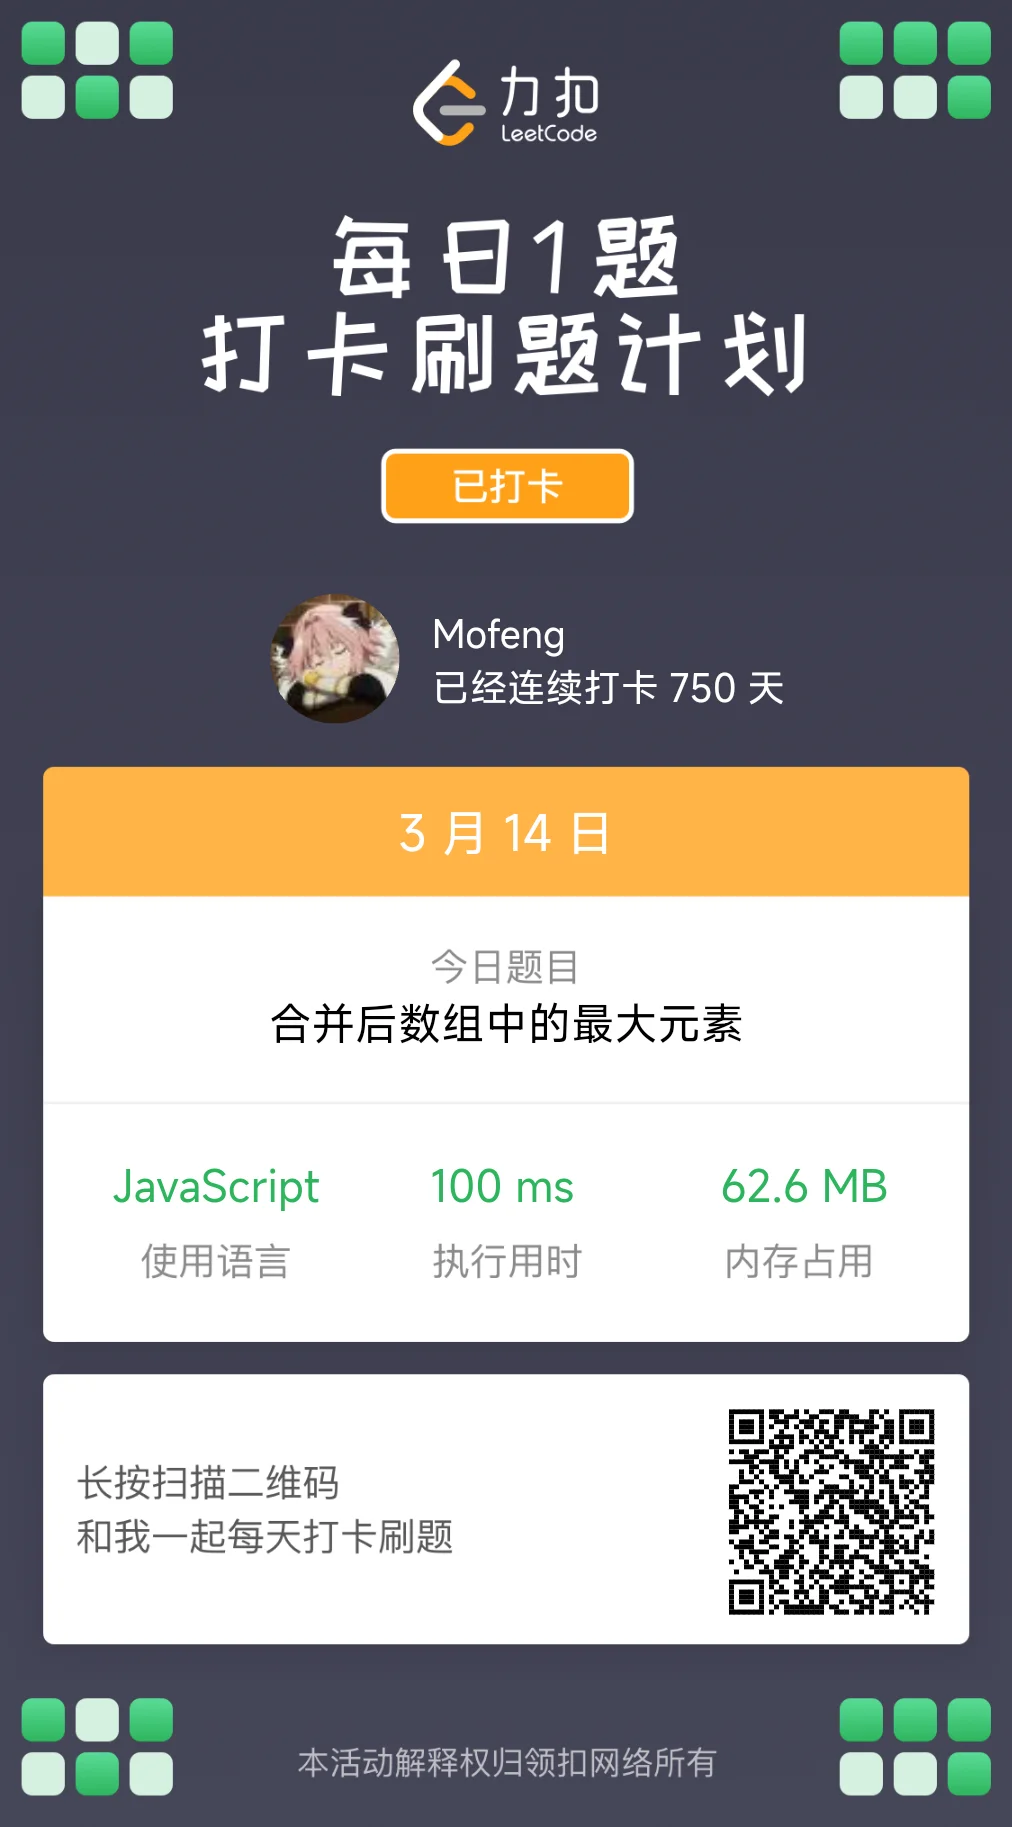 力扣
LeetCode
每日1题
打卡刷题计划
已打卡
Mofeng
已经连续打卡 750 天
3 月 14 日
今日题目
合并后数组中的最大元素
JavaScript 100 ms 62.6 MB
使用语言 执行用时 内存占用
长按扫描二维码
和我一起每天打卡刷题
本活动解释权归领扣网络所有